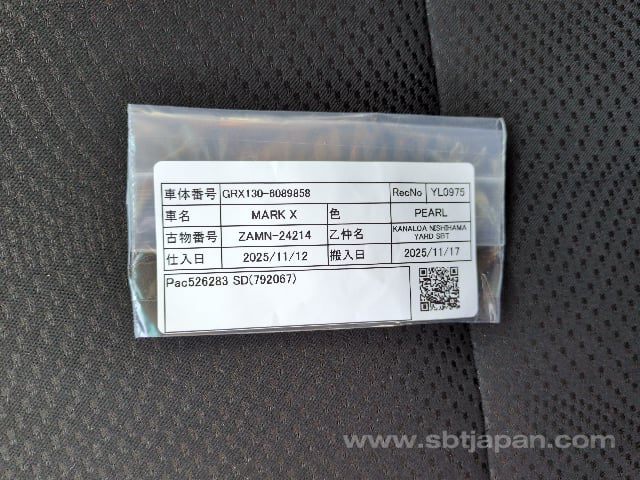 車体番号 GRX130-6089858 RecNo YL0975
車名 MARK X 色 PEARL
古物番号 ZAMN-24214 乙仲名 KANALOA NISHIHAMA YARD SBT
仕入日 2025/11/12 搬入日 2025/11/17
Pac526283 SD(792067)
www.sbtjapan.com